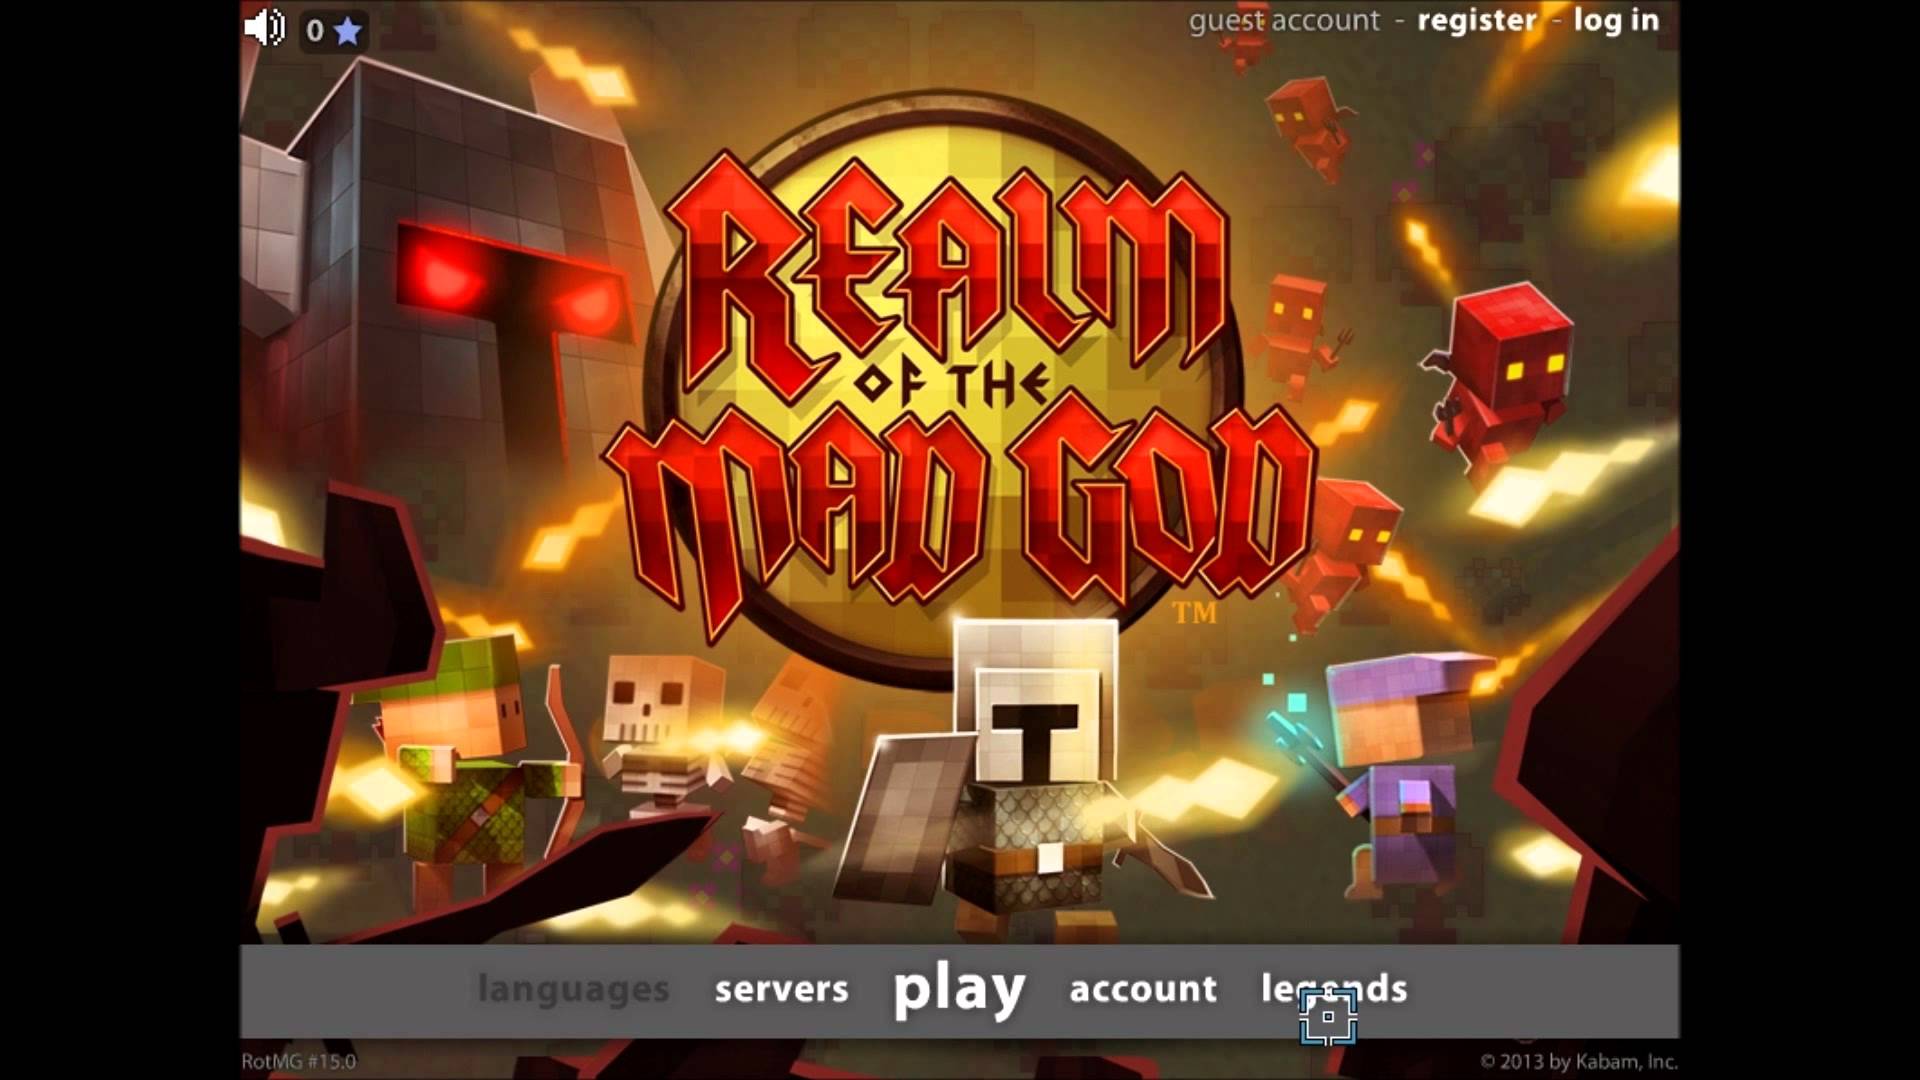 0
guest account - register - log in
REALM
OF THE
MAD GOD
TM
languages servers play account legends
RotMG #15.0
© 2013 by Kabam, Inc.